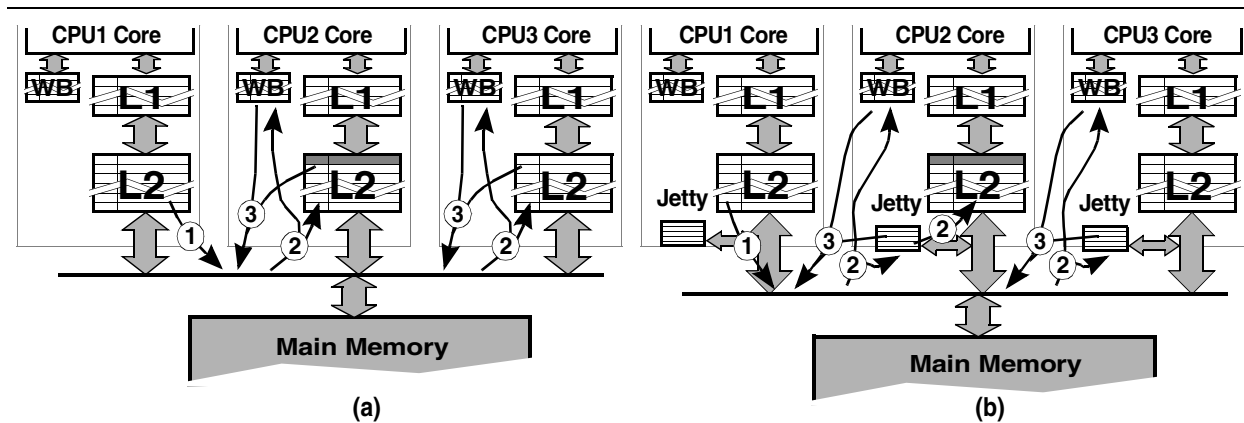 CPU1 Core
CPU2 Core
CPU3 Core
WB
L1
WB
L1
WB
L1
L2
L2
L2
1
3
2
3
2
Main Memory
(a)
CPU1 Core
CPU2 Core
CPU3 Core
WB
L1
WB
L1
WB
L1
L2
L2
L2
Jetty
Jetty
Jetty
1
3
2
2
3
2
Main Memory
(b)